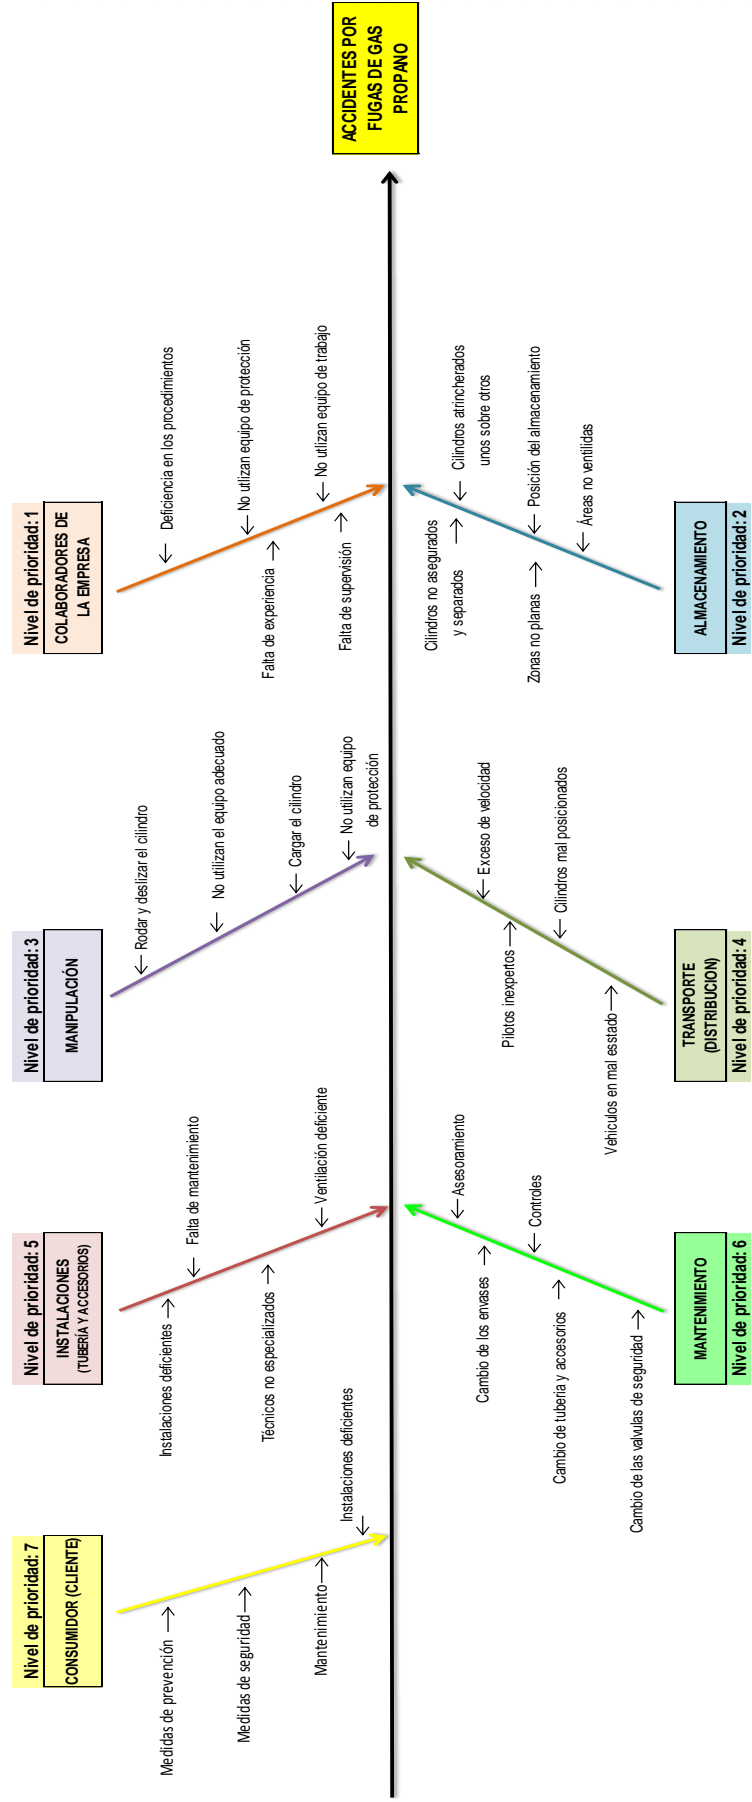 Nivel de prioridad: 7
CONSUMIDOR (CLIENTE)
Medidas de prevención
Medidas de seguridad
Mantenimiento
Instalaciones deficientes
Nivel de prioridad: 5
INSTALACIONES
(TUBERÍA Y ACCESORIOS)
Instalaciones deficientes
Falta de mantenimiento
Técnicos no especializados
Ventilación deficiente
Nivel de prioridad: 3
MANIPULACIÓN
Rodar y deslizar el cilindro
No utilizan el equipo adecuado
Cargar el cilindro
No utilizan equipo
de protección
Nivel de prioridad: 1
COLABORADORES DE
LA EMPRESA
Deficiencia en los procedimientos
No utlizan equipo de protección
Falta de experiencia
No utlizan equipo de trabajo
Falta de supervisión
ACCIDENTES POR
FUGAS DE GAS
PROPANO
Asesoramiento
Cambio de los envases
Controles
Cambio de tubería y accesorios
Cambio de las valvulas de seguridad
MANTENIMIENTO
Nivel de prioridad: 6
Exceso de velocidad
Pilotos inexpertos
Cilindros mal posicionados
Vehiculos en mal esstado
TRANSPORTE
(DISTRIBUCION)
Nivel de prioridad: 4
Cilindros no asegurados
y separados
Cilindros atrincherados
unos sobre otros
Zonas no planas
Posición del almacenamiento
Áreas no ventilidas
ALMACENAMIENTO
Nivel de prioridad: 2